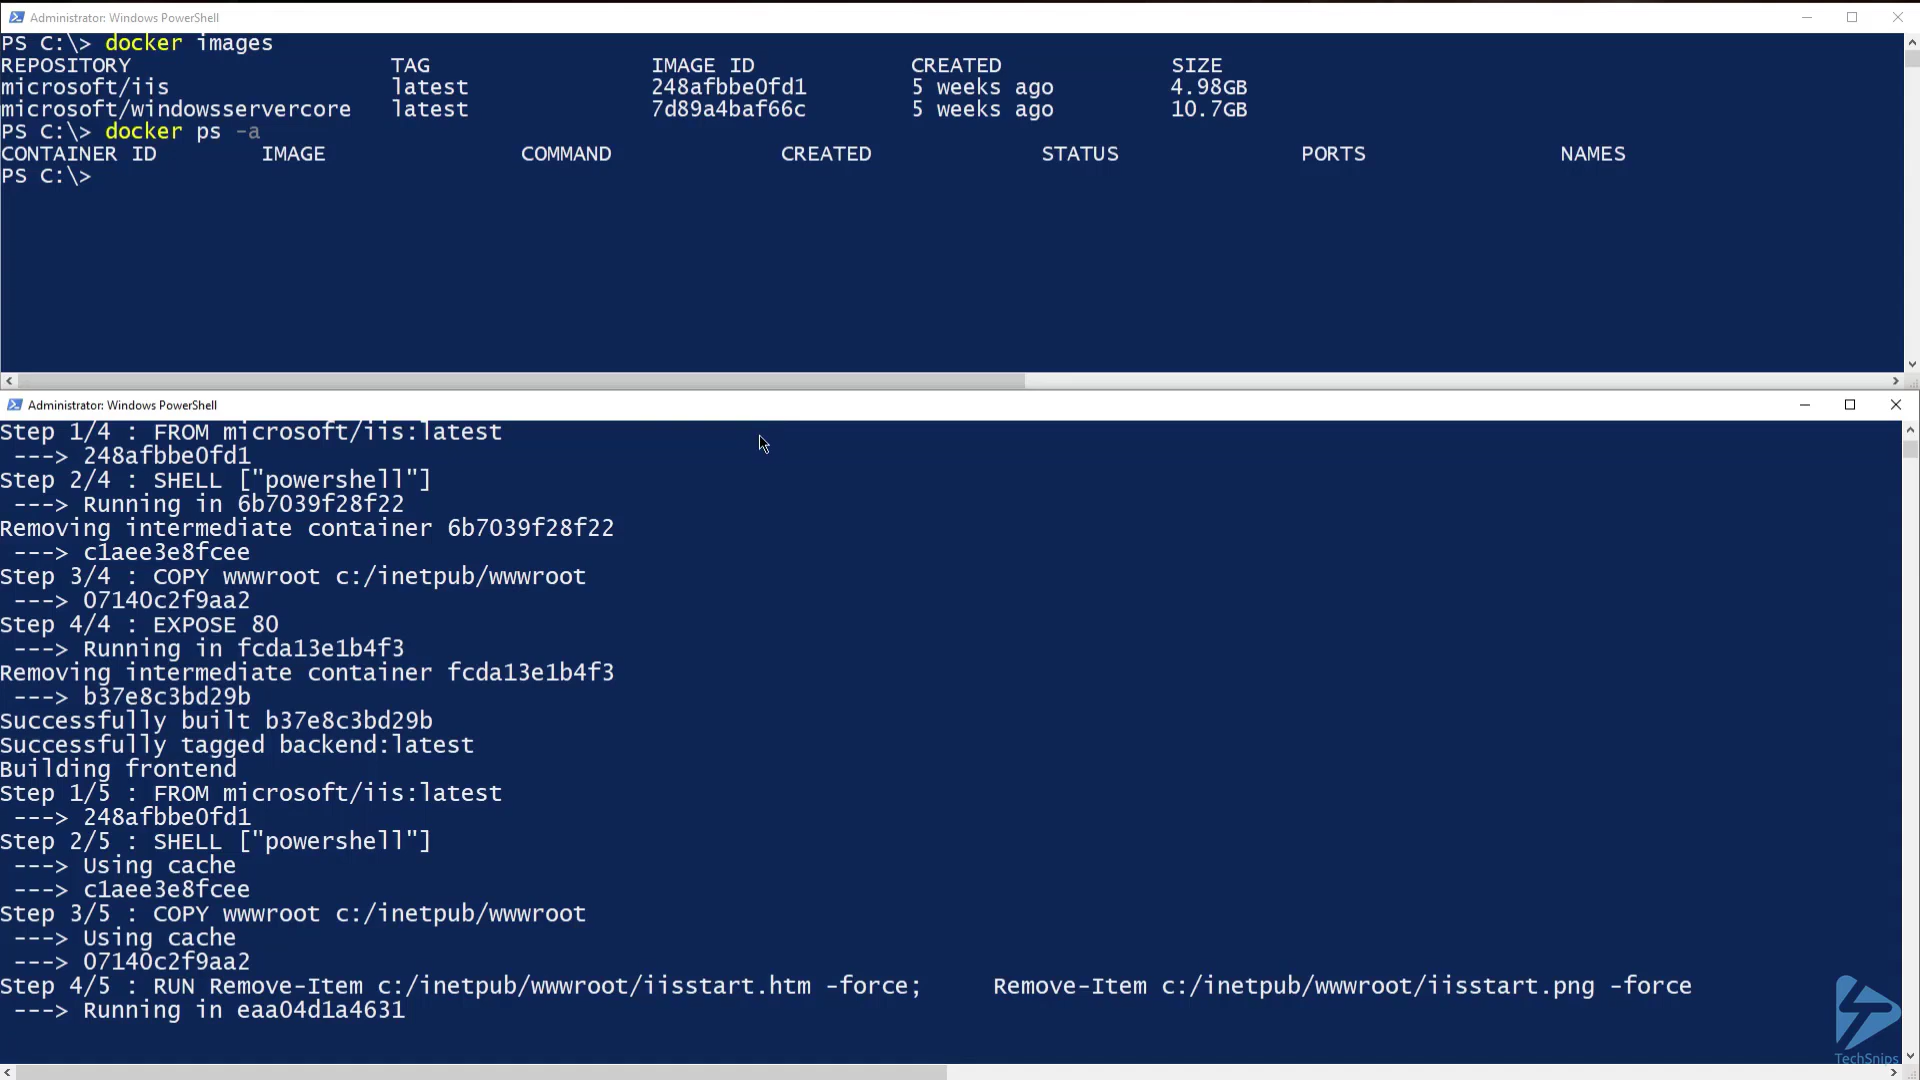 Administrator: Windows PowerShell
PS C:\> docker images
REPOSITORY TAG IMAGE ID CREATED SIZE
microsoft/iis latest 248afbbe0fd1 5 weeks ago 4.98GB
microsoft/windowsservercore latest 7d89a4baf66c 5 weeks ago 10.7GB
PS C:\> docker ps -a
CONTAINER ID IMAGE COMMAND CREATED STATUS PORTS NAMES
PS C:\>
Administrator: Windows PowerShell
Step 1/4 : FROM microsoft/iis:latest
---> 248afbbe0fd1
Step 2/4 : SHELL ["powershell"]
---> Running in 6b7039f28f22
Removing intermediate container 6b7039f28f22
---> c1aee3e8fcee
Step 3/4 : COPY wwwroot c:/inetpub/wwwroot
---> 07140c2f9aa2
Step 4/4 : EXPOSE 80
---> Running in fcda13e1b4f3
Removing intermediate container fcda13e1b4f3
---> b37e8c3bd29b
Successfully built b37e8c3bd29b
Successfully tagged backend:latest
Building frontend
Step 1/5 : FROM microsoft/iis:latest
---> 248afbbe0fd1
Step 2/5 : SHELL ["powershell"]
---> Using cache
---> c1aee3e8fcee
Step 3/5 : COPY wwwroot c:/inetpub/wwwroot
---> Using cache
---> 07140c2f9aa2
Step 4/5 : RUN Remove-Item c:/inetpub/wwwroot/iisstart.htm -force; Remove-Item c:/inetpub/wwwroot/iisstart.png -force
---> Running in eaa04d1a4631
TechSnips